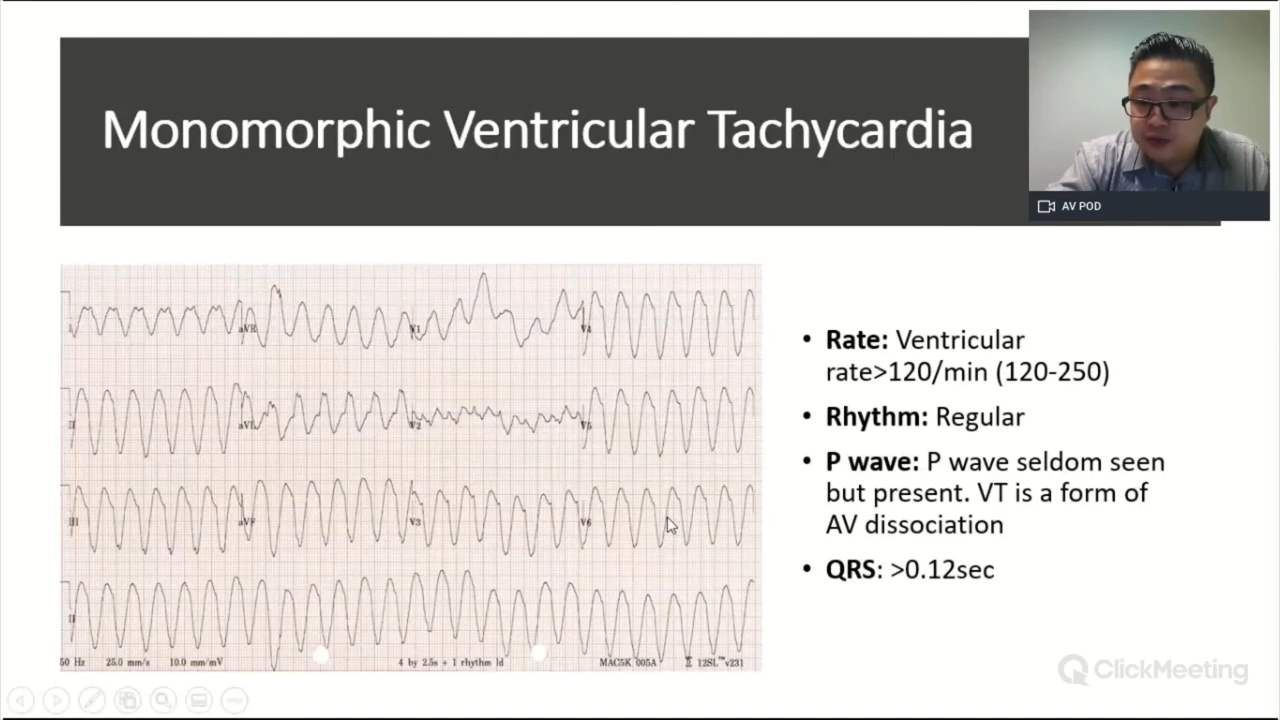 Monomorphic Ventricular Tachycardia
AV POD
I
aVR
V1
V4
II
aVL
V2
V5
III
aVF
V3
V6
II
50 Hz 25.0 mm/s 10.0 mm/mV 4 by 2.5s + 1 rhythm ld MAC5K 005A 12SL™ v231
• Rate: Ventricular
rate>120/min (120-250)
• Rhythm: Regular
• P wave: P wave seldom seen
but present. VT is a form of
AV dissociation
• QRS: >0.12sec
ClickMeeting